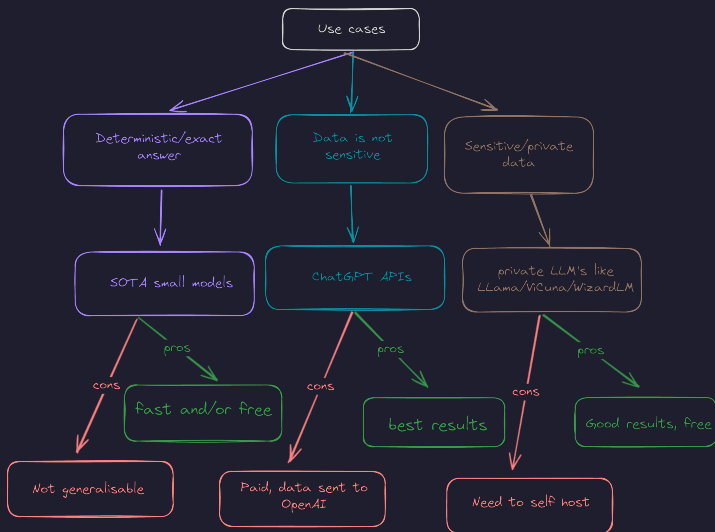 Use cases
Deterministic/exact
answer
Data is not
sensitive
Sensitive/private
data
SOTA small models
ChatGPT APIs
private LLM's like
LLama/ViCuna/WizardLM
pros
pros
pros
cons
cons
cons
fast and/or free
best results
Good results, free
Not generalisable
Paid, data sent to
OpenAI
Need to self host